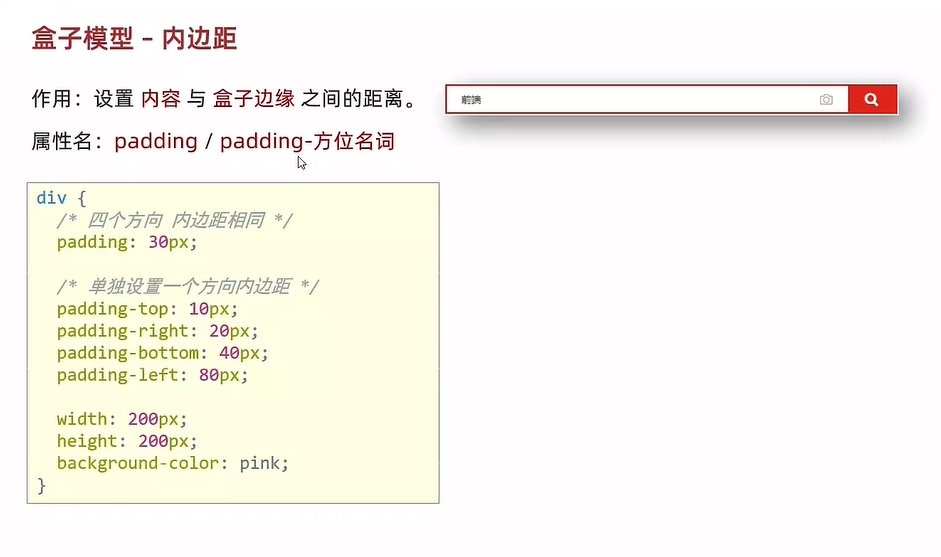 盒子模型 – 内边距
作用：设置 内容 与 盒子边缘 之间的距离。
前端
属性名：padding / padding-方位名词
div {
/* 四个方向 内边距相同 */
padding: 30px;
/* 单独设置一个方向内边距 */
padding-top: 10px;
padding-right: 20px;
padding-bottom: 40px;
padding-left: 80px;
width: 200px;
height: 200px;
background-color: pink;
}